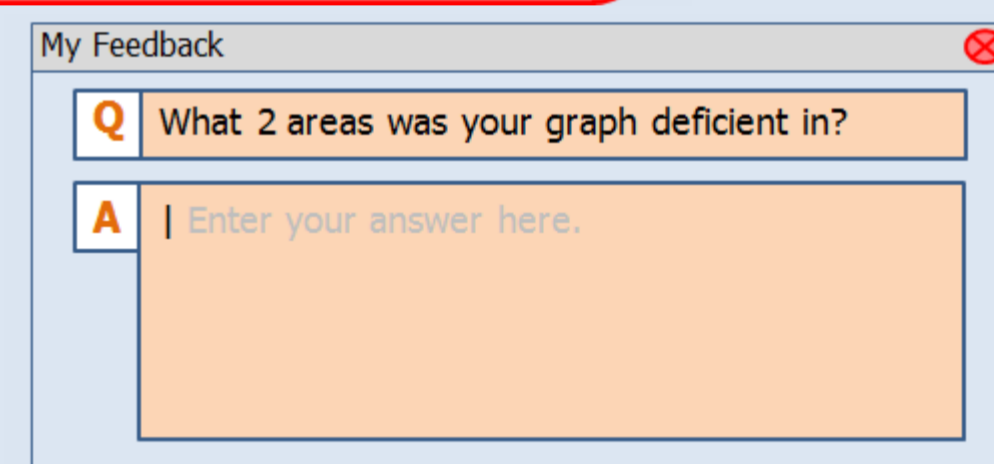 My Feedback
Q What 2 areas was your graph deficient in?
A | Enter your answer here.